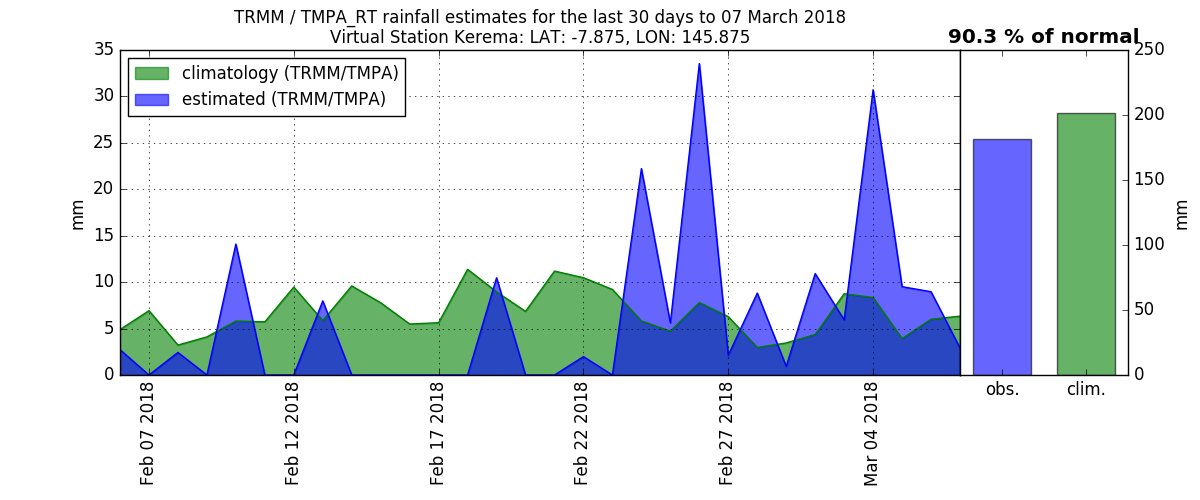 TRMM / TMPA_RT rainfall estimates for the last 30 days to 07 March 2018
Virtual Station Kerema: LAT: -7.875, LON: 145.875
90.3 % of normal
climatology (TRMM/TMPA)
estimated (TRMM/TMPA)
mm
35
30
25
20
15
10
5
0
Feb 07 2018
Feb 12 2018
Feb 17 2018
Feb 22 2018
Feb 27 2018
Mar 04 2018
obs.
clim.
250
200
150
100
50
0
mm